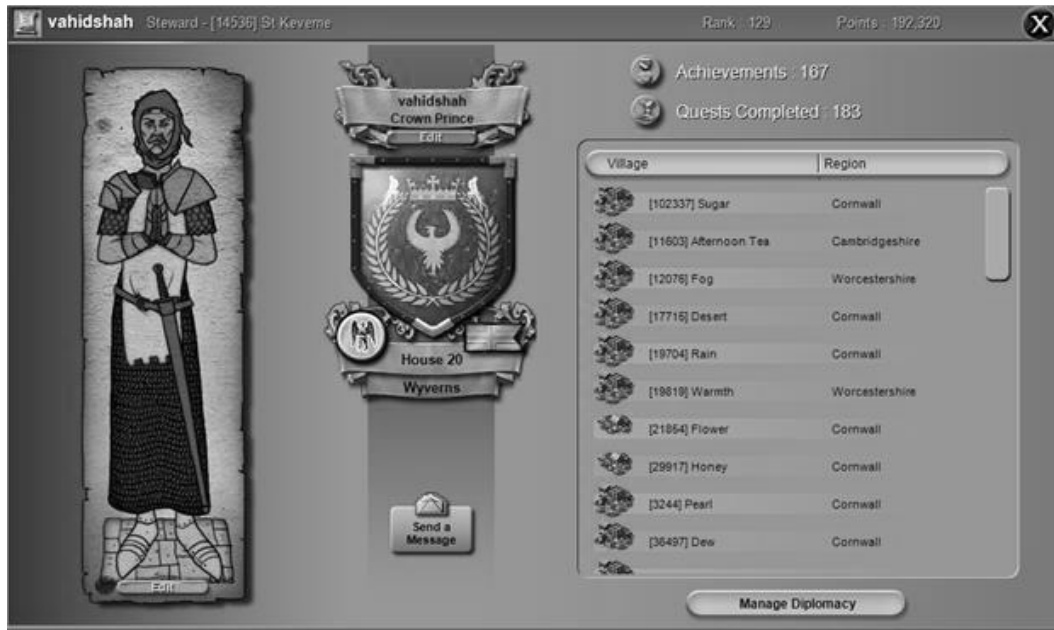 vahidshah Steward - [14536] St Keverne Rank : 129 Points : 192,320 X
vahidshah
Crown Prince
Edit
House 20
Wyverns
Send a
Message
Edit
Achievements : 167
Quests Completed : 183
Village Region
[102337] Sugar Cornwall
[11603] Afternoon Tea Cambridgeshire
[12076] Fog Worcestershire
[17716] Desert Cornwall
[19704] Rain Cornwall
[19819] Warmth Worcestershire
[21854] Flower Cornwall
[29917] Honey Cornwall
[3244] Pearl Cornwall
[36497] Dew Cornwall
Manage Diplomacy